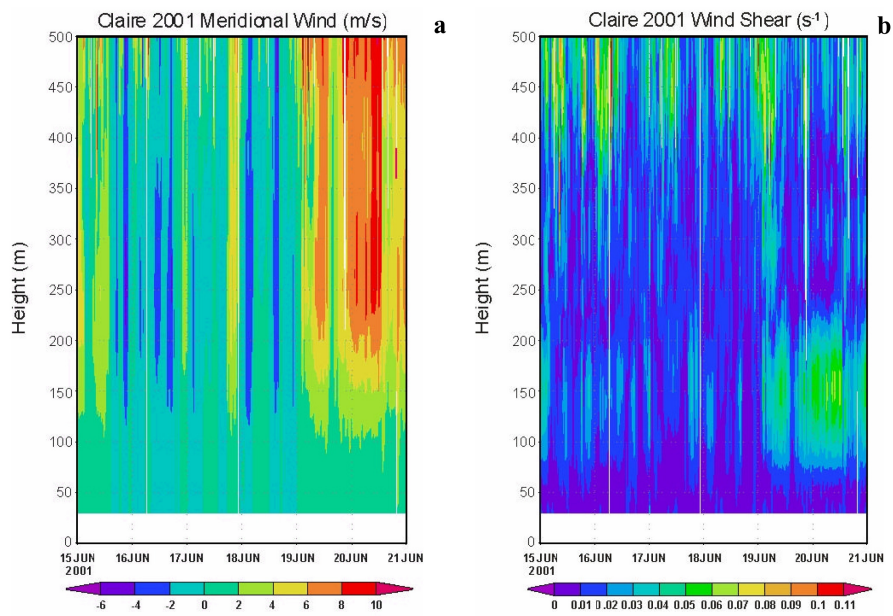 Claire 2001 Meridional Wind (m/s)
a
500
450
400
350
300
250
200
150
100
50
0
Height (m)
15JUN
2001
16JUN
17JUN
18JUN
19JUN
20JUN
21JUN
-6 -4 -2 0 2 4 6 8 10
Claire 2001 Wind Shear (s-1)
b
500
450
400
350
300
250
200
150
100
50
0
Height (m)
15JUN
2001
16JUN
17JUN
18JUN
19JUN
20JUN
21JUN
0 0.01 0.02 0.03 0.04 0.05 0.06 0.07 0.08 0.09 0.1 0.11